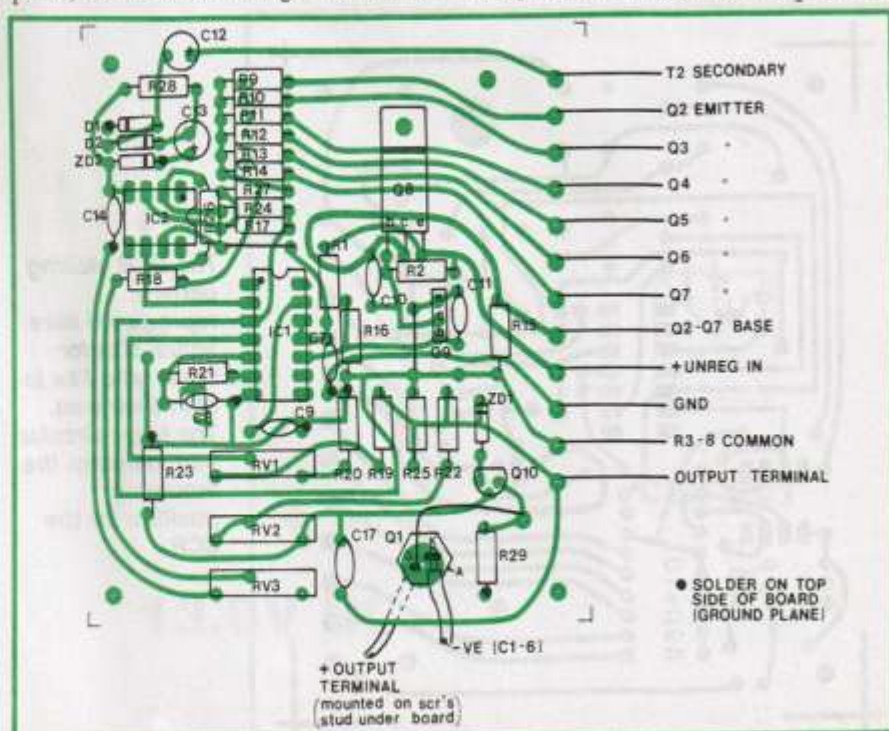 C12
T2 SECONDARY
R28
R9
Q2 EMITTER
R10
C13
R11
Q3 "
D1
R12
D2
R13
Q4 "
R14
Q8
R27
Q5 "
C14
IC2
R24
b c e
R17
Q6 "
R1
R2
C11
R18
Q7 "
C10
IC1
R16
R15
Q2-Q7 BASE
Q9
+UNREG IN
R21
GND
C9
ZD1
R3-8 COMMON
R23
RV1
R20
R19
R25
R22
Q10
OUTPUT TERMINAL
RV2
C17
Q1
R29
A
RV3
● SOLDER ON TOP
SIDE OF BOARD
(GROUND PLANE)
-VE (C1-6)
+ OUTPUT
TERMINAL
(mounted on scr's
stud under board)